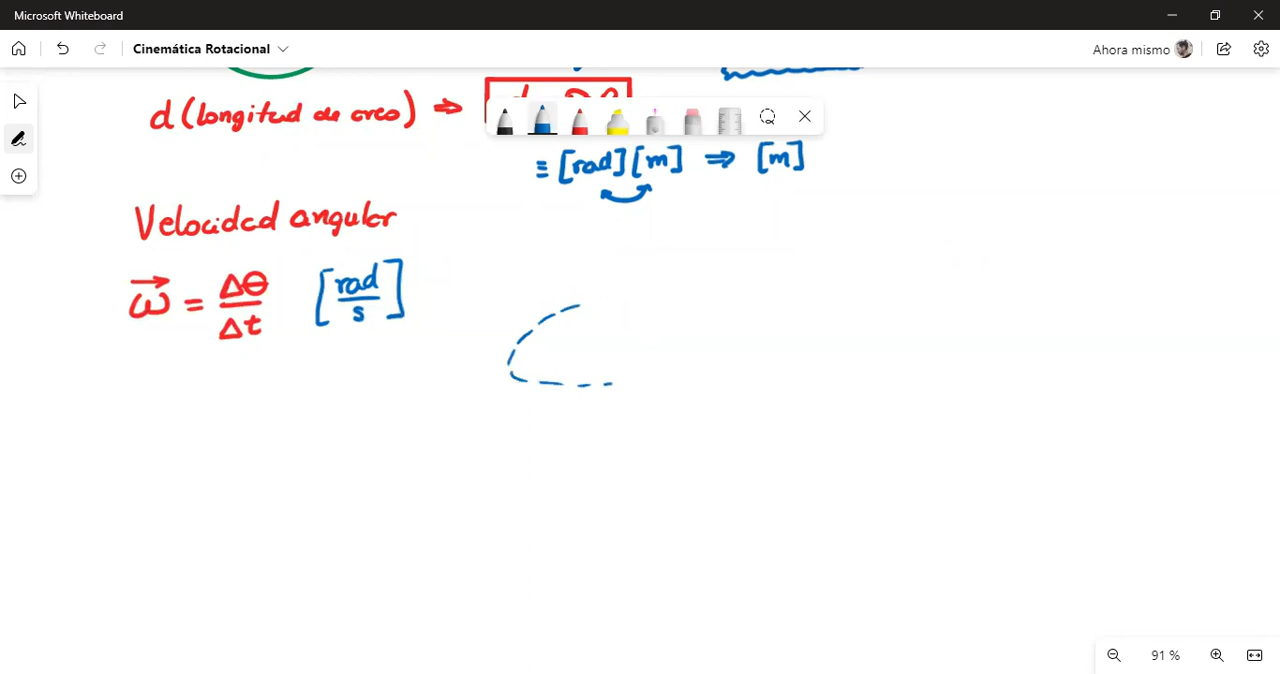 Microsoft Whiteboard
Cinemática Rotacional
Ahora mismo
d (longitud de arco) ⇒
≡ [rad][m] ⇒ [m]
Velocidad angular
ω⃗ = Δθ/Δt [rad/s]
91 %